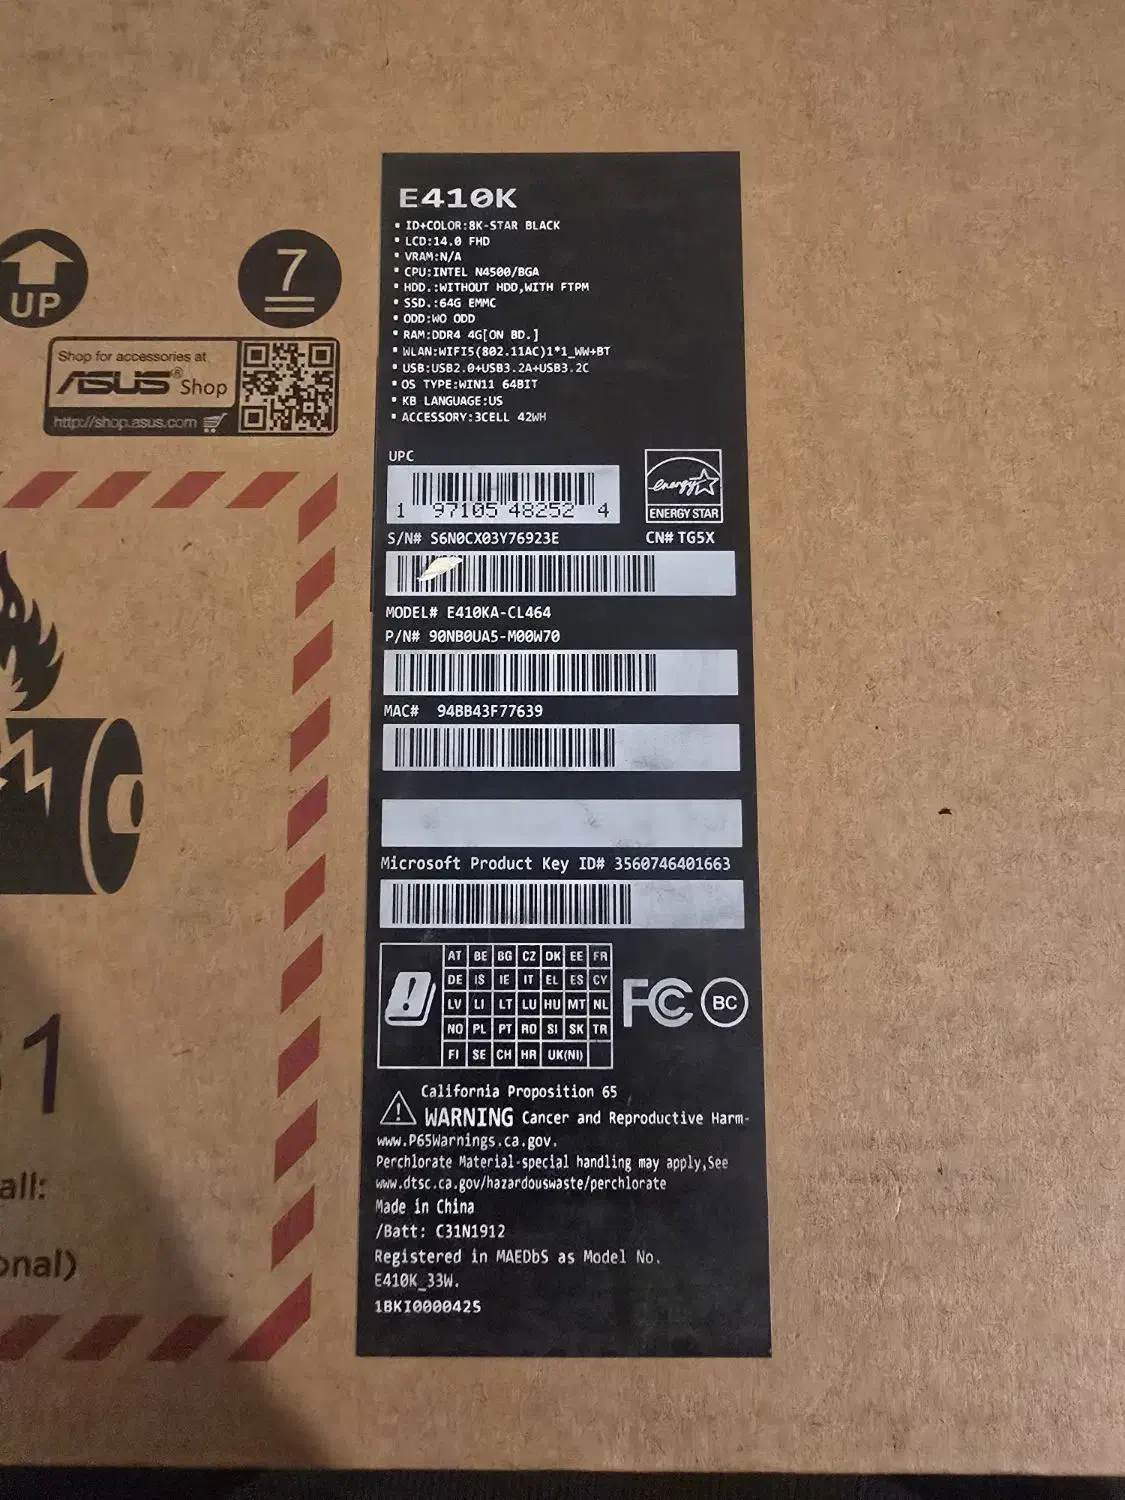 UP
7
Shop for accessories at
ASUS® Shop
http://shop.asus.com
E410K
▪ ID+COLOR:8K-STAR BLACK
▪ LCD:14.0 FHD
▪ VRAM:N/A
▪ CPU:INTEL N4500/BGA
▪ HDD.:WITHOUT HDD,WITH FTPM
▪ SSD.:64G EMMC
▪ ODD:WO ODD
▪ RAM:DDR4 4G[ON BD.]
▪ WLAN:WIFI5(802.11AC)1*1_WW+BT
▪ USB:USB2.0+USB3.2A+USB3.2C
▪ OS TYPE:WIN11 64BIT
▪ KB LANGUAGE:US
▪ ACCESSORY:3CELL 42WH
UPC
1 97105 48252 4
energy
ENERGY STAR
S/N# S6N0CX03Y76923E CN# TG5X
MODEL# E410KA-CL464
P/N# 90NB0UA5-M00W70
MAC# 94BB43F77639
Microsoft Product Key ID# 3560746401663
AT BE BG CZ DK EE FR
DE IS IE IT EL ES CY
LV LI LT LU HU MT NL
NO PL PT RO SI SK TR
FI SE CH HR UK(NI)
FC BC
California Proposition 65
WARNING Cancer and Reproductive Harm-
www.P65Warnings.ca.gov.
Perchlorate Material-special handling may apply,See
www.dtsc.ca.gov/hazardouswaste/perchlorate
Made in China
/Batt: C31N1912
Registered in MAEDbS as Model No.
E410K_33W.
1BKI000042S
1
all:
onal)